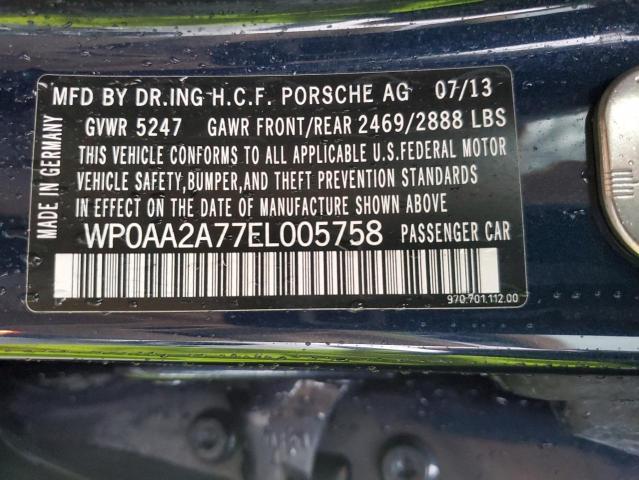 MFD BY DR.ING H.C.F. PORSCHE AG 07/13
GVWR 5247 GAWR FRONT/REAR 2469/2888 LBS
THIS VEHICLE CONFORMS TO ALL APPLICABLE U.S.FEDERAL MOTOR
VEHICLE SAFETY,BUMPER,AND THEFT PREVENTION STANDARDS
IN EFFECT ON THE DATE OF MANUFACTURE SHOWN ABOVE
WP0AA2A77EL005758 PASSENGER CAR
970.701.112.00
MADE IN GERMANY